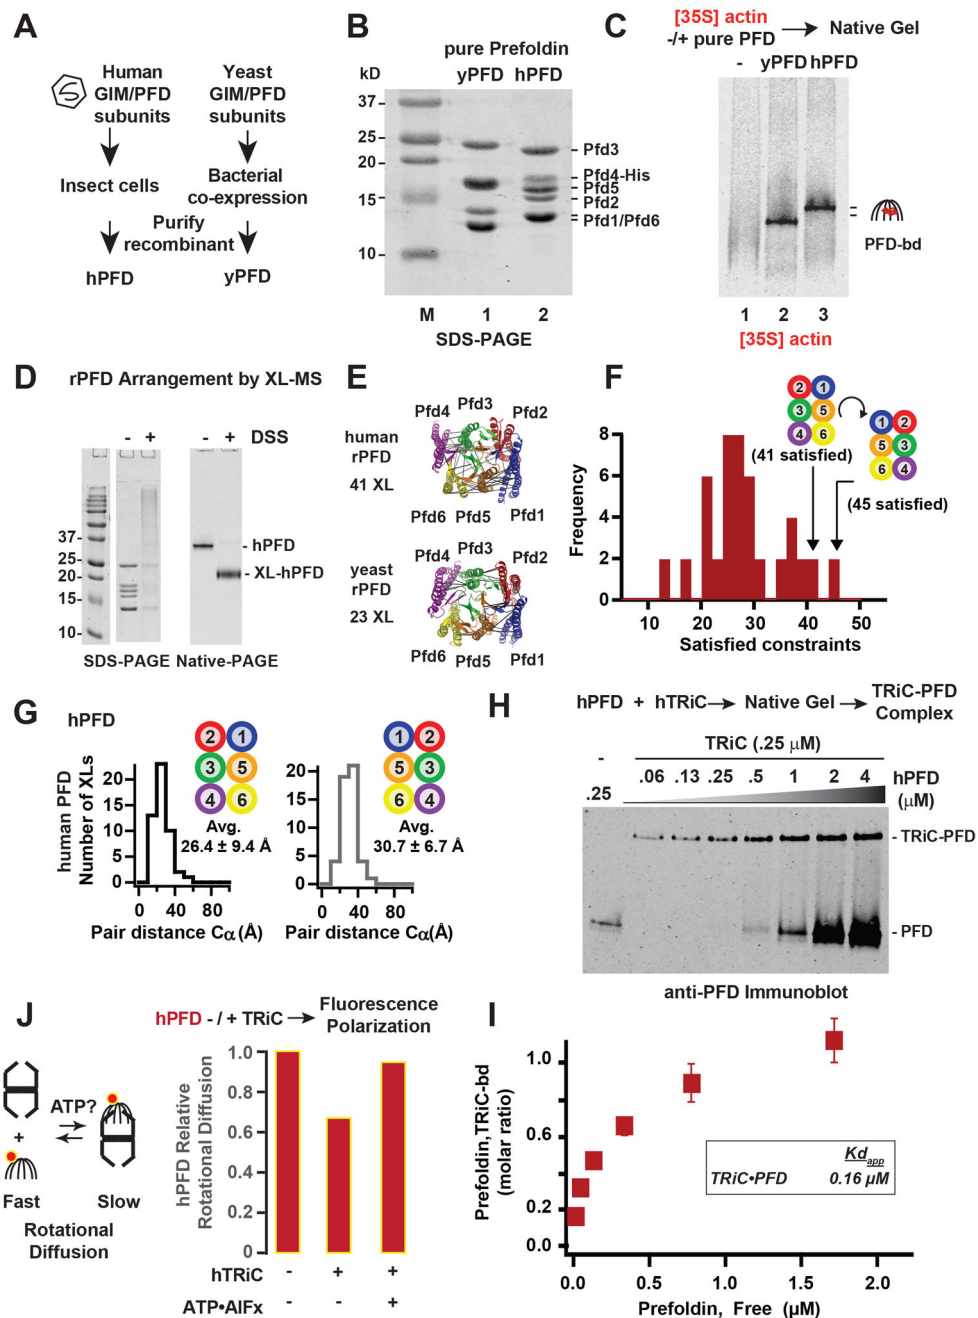 A
Human
GIM/PFD
subunits
Yeast
GIM/PFD
subunits
Insect cells
Bacterial
co-expression
Purify
recombinant
hPFD
yPFD
B
pure Prefoldin
kD
yPFD hPFD
37
25
20
15
10
Pfd3
Pfd4-His
Pfd5
Pfd2
Pfd1/Pfd6
M 1 2
SDS-PAGE
C
[35S] actin
-/+ pure PFD
Native Gel
- yPFD hPFD
PFD-bd
1 2 3
[35S] actin
D
rPFD Arrangement by XL-MS
- + - + DSS
37
25
20
15
10
- hPFD
- XL-hPFD
SDS-PAGE Native-PAGE
E
Pfd4 Pfd3 Pfd2
human
rPFD
41 XL
Pfd6 Pfd5 Pfd1
Pfd4 Pfd3 Pfd2
yeast
rPFD
23 XL
Pfd6 Pfd5 Pfd1
F
2 1
3 5
4 6
1 2
5 3
6 4
(41 satisfied)
(45 satisfied)
Frequency
8
6
4
2
0
10 20 30 40 50
Satisfied constraints
G
hPFD
human PFD
Number of XLs
2 1
3 5
4 6
Avg.
26.4 ± 9.4 Å
20
15
10
5
0
0 40 80
Pair distance Cα(Å)
1 2
5 3
6 4
Avg.
30.7 ± 6.7 Å
20
15
10
5
0
0 40 80
Pair distance Cα(Å)
H
hPFD + hTRiC
Native Gel
TRiC-PFD
Complex
TRiC (.25 µM)
-
.25
.06 .13 .25 .5 1 2 4
hPFD
(µM)
- TRiC-PFD
- PFD
anti-PFD Immunoblot
J
hPFD - / + TRiC
Fluorescence
Polarization
ATP?
+
Fast Slow
Rotational
Diffusion
hPFD Relative
Rotational Diffusion
1.0
0.8
0.6
0.4
0.2
0
hTRiC - + +
ATP•AlFx - - +
I
Prefoldin,TRiC-bd
(molar ratio)
1.0
0.6
0.2
0.0
Kdapp
TRiC•PFD 0.16 µM
0.0 0.5 1.0 1.5 2.0
Prefoldin, Free (µM)